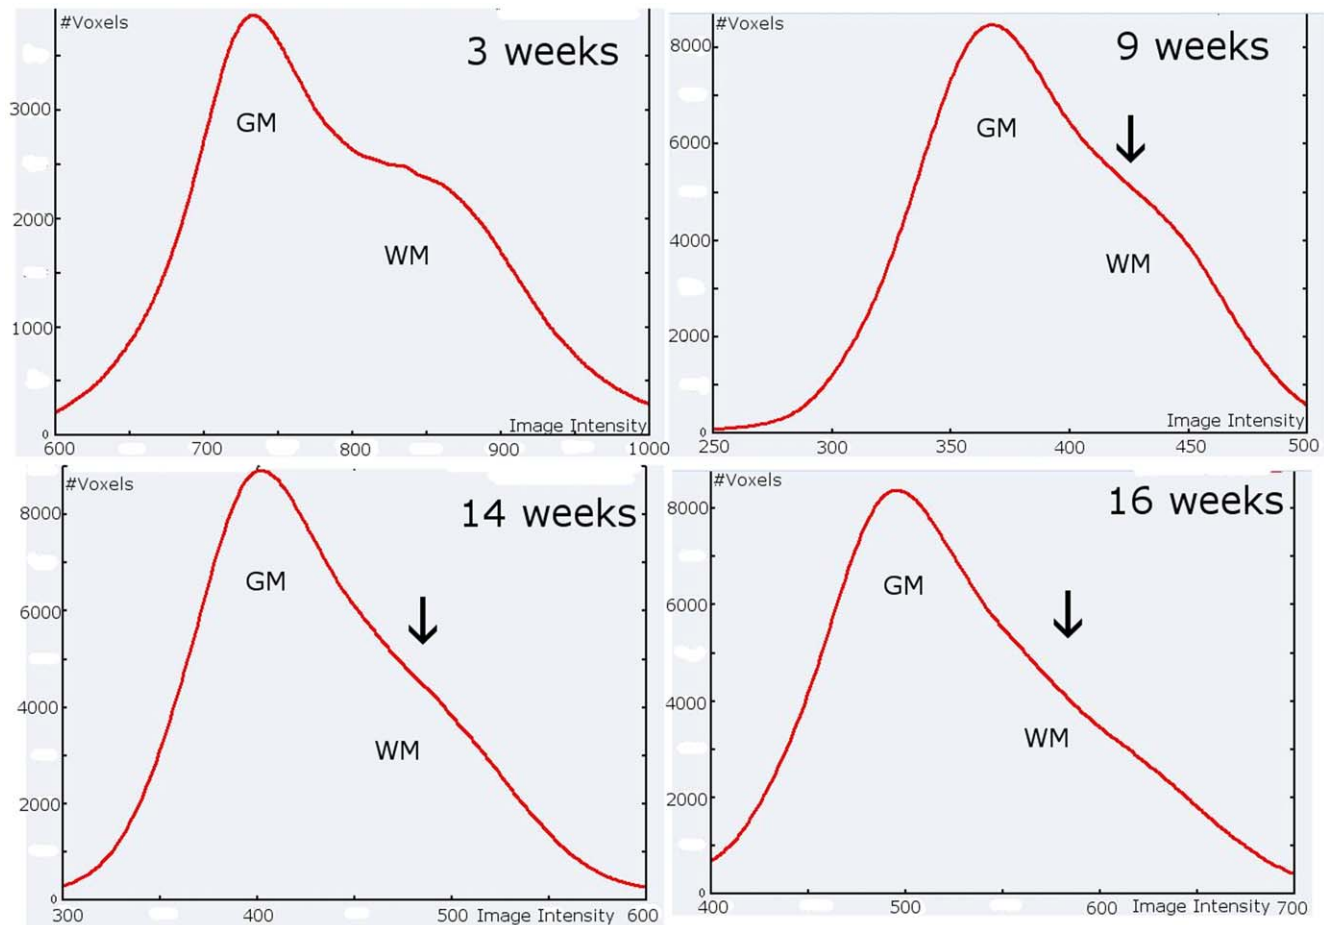 #Voxels
3 weeks
3000
GM
2000
WM
1000
Image Intensity
0
600 700 800 900 1000
#Voxels
9 weeks
8000
6000
GM
4000
WM
2000
Image Intensity
0
250 300 350 400 450 500
#Voxels
14 weeks
8000
GM
6000
4000
WM
2000
0
300 400 500 Image Intensity 600
#Voxels
16 weeks
8000
GM
6000
4000
WM
2000
0
400 500 600 Image Intensity 700